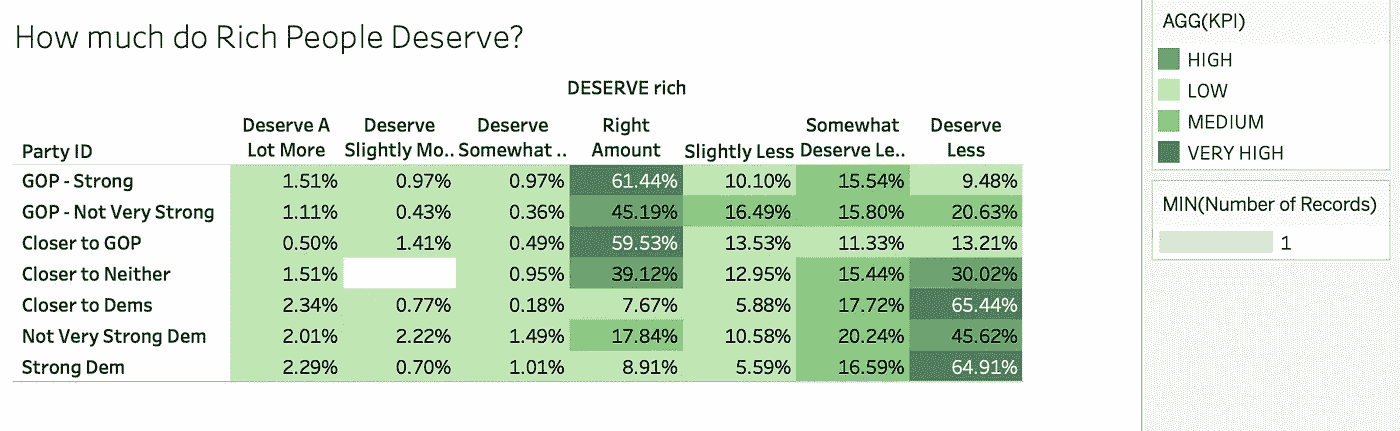 How much do Rich People Deserve?
DESERVE rich
Party ID Deserve A Lot More Deserve Slightly Mo.. Deserve Somewhat .. Right Amount Slightly Less Somewhat Deserve Le.. Deserve Less
GOP - Strong 1.51% 0.97% 0.97% 61.44% 10.10% 15.54% 9.48%
GOP - Not Very Strong 1.11% 0.43% 0.36% 45.19% 16.49% 15.80% 20.63%
Closer to GOP 0.50% 1.41% 0.49% 59.53% 13.53% 11.33% 13.21%
Closer to Neither 1.51% 0.95% 39.12% 12.95% 15.44% 30.02%
Closer to Dems 2.34% 0.77% 0.18% 7.67% 5.88% 17.72% 65.44%
Not Very Strong Dem 2.01% 2.22% 1.49% 17.84% 10.58% 20.24% 45.62%
Strong Dem 2.29% 0.70% 1.01% 8.91% 5.59% 16.59% 64.91%
AGG(KPI)
HIGH
LOW
MEDIUM
VERY HIGH
MIN(Number of Records)
1